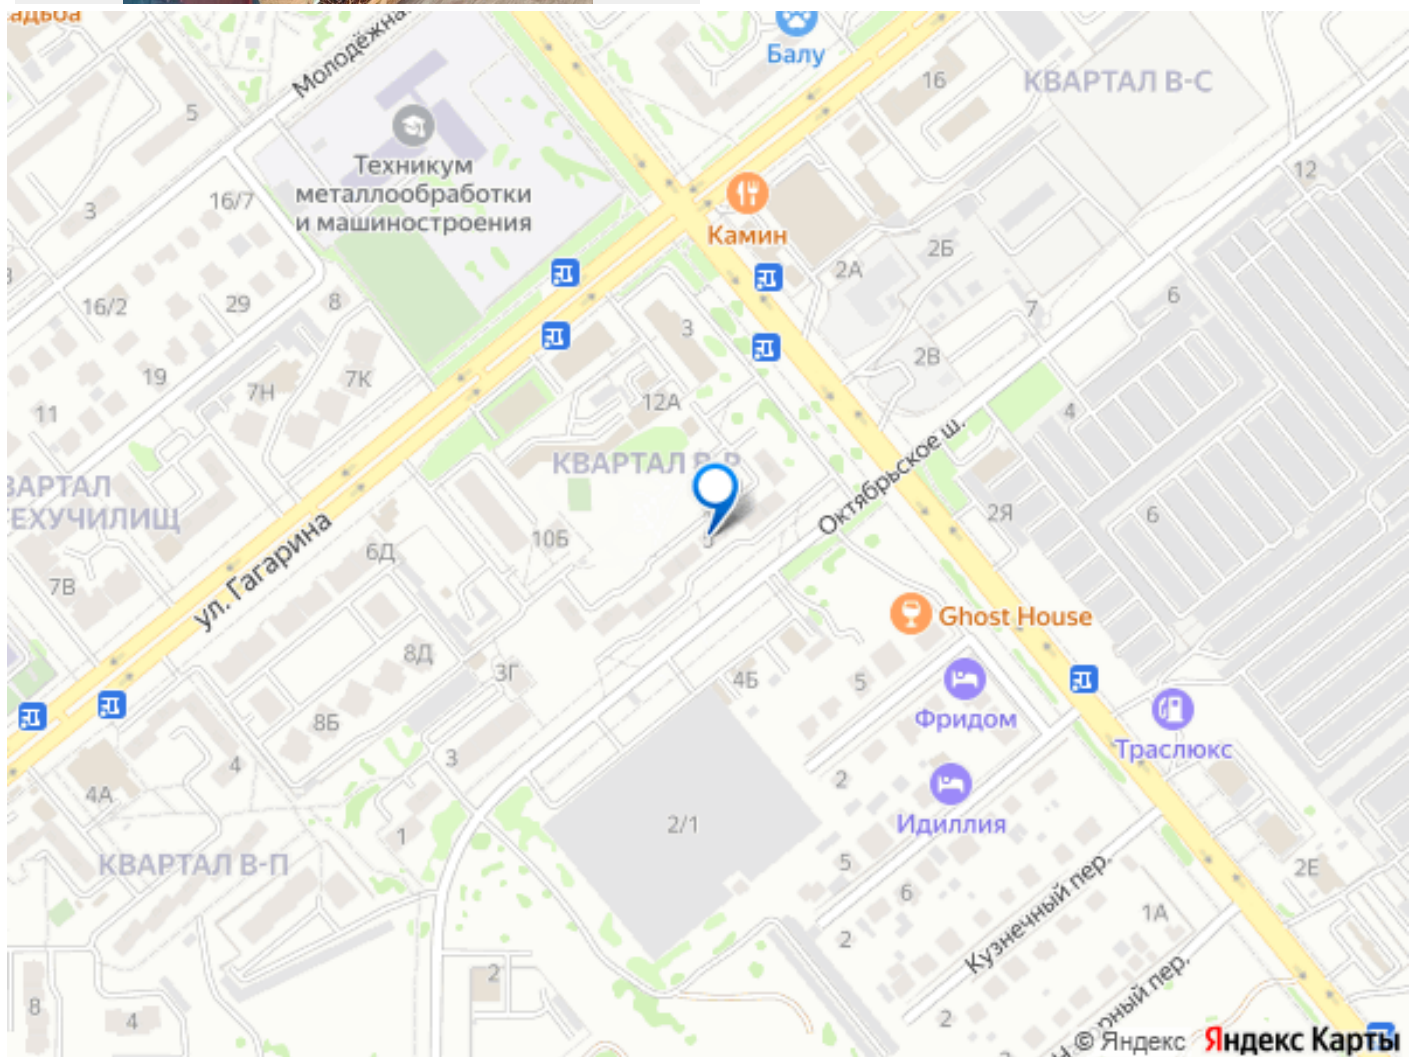 Молодёжна
Балу
16
КВАРТАЛ В-С
5
Техникум
металлообработки
и машиностроения
12
16/7
3
Камин
2Б
2А
16/2
29
8
6
7
3
2В
19
7Н
7К
12А
11
4
КВАРТАЛ В-Р
Октябрьское ш.
2Я
6
ул. Гагарина
10Б
6Д
7В
Ghost House
8Д
3Г
4Б
5
Фридом
8Б
Траслюкс
3
4
2
4А
Идиллия
2/1
1
КВАРТАЛ В-П
5
2Е
6
Кузнечный пер.
1А
2
2
8
4
2
рный пер.
© Яндекс Яндекс Карты